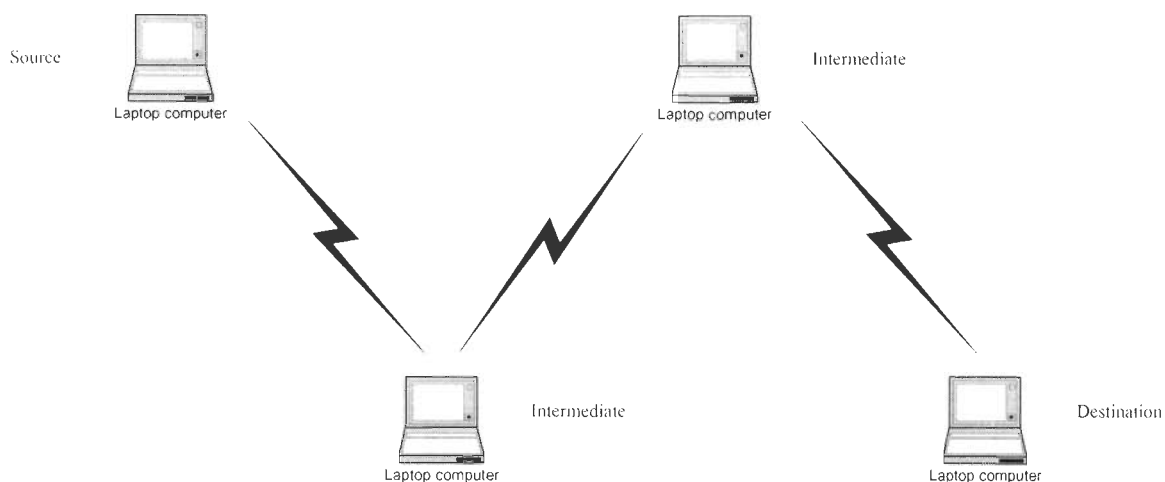 Source
Laptop computer
Intermediate
Laptop computer
Intermediate
Laptop computer
Destination
Laptop computer